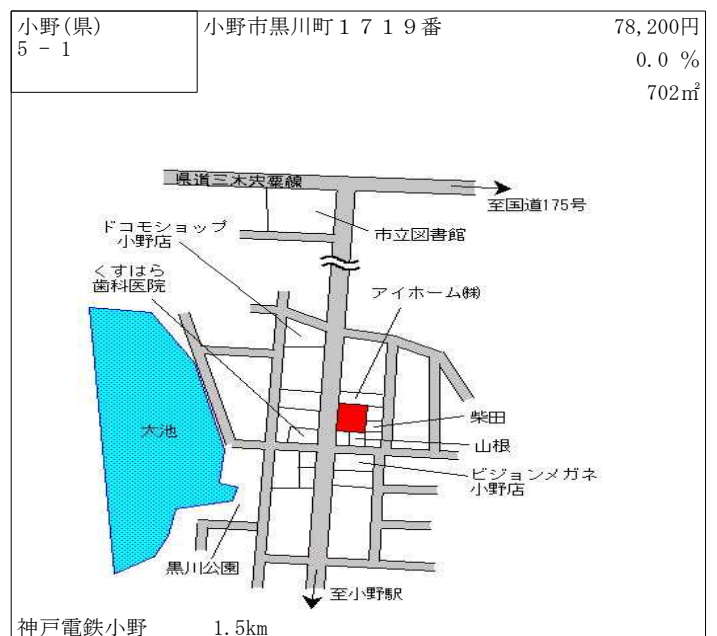 小野(県)
5 - 1
小野市黒川町１７１９番
78,200円
0.0 %
702㎡
県道三木宍粟線
至国道175号
ドコモショップ
小野店
市立図書館
くすはら
歯科医院
アイホーム㈱
大池
柴田
山根
ビジョンメガネ
小野店
黒川公園
至小野駅
神戸電鉄小野
1.5km